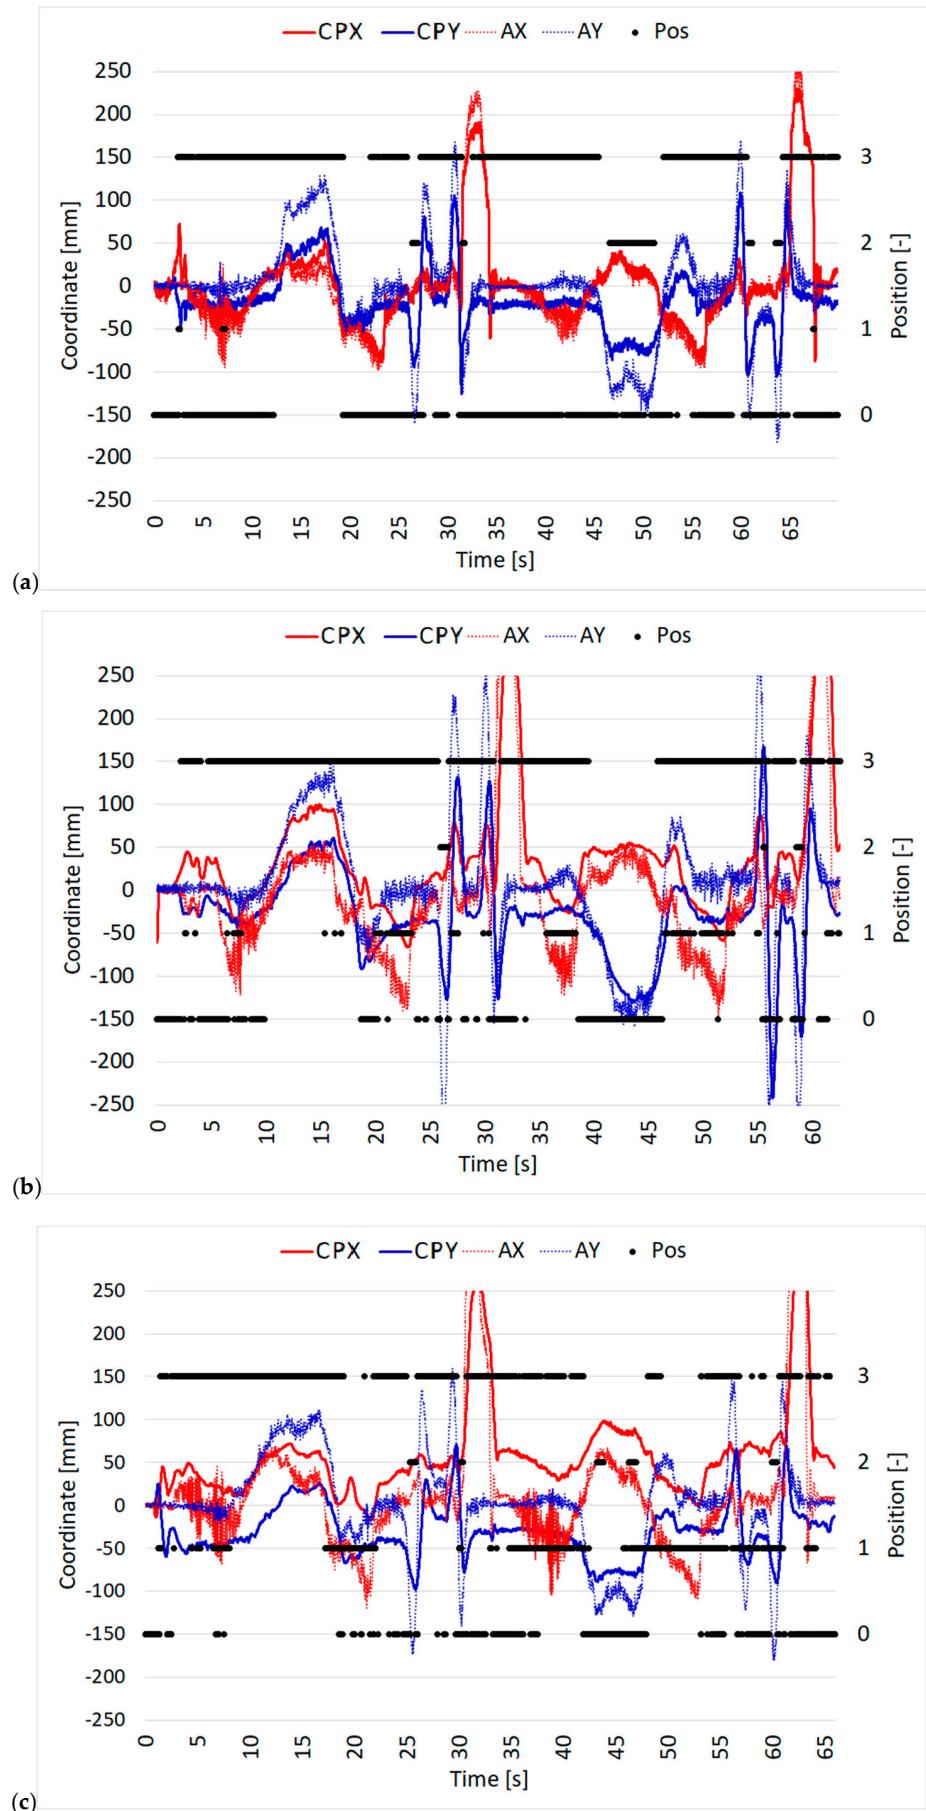 CPX CPY AX AY Pos
250
200
150 3
100
50 2
0
-50 1
-100
-150 0
-200
-250
Coordinate [mm]
Position [-]
0 5 10 15 20 25 30 35 40 45 50 55 60 65
Time [s]
(a)
CPX CPY AX AY Pos
250
200
150 3
100
50 2
0
-50 1
-100
-150 0
-200
-250
Coordinate [mm]
Position [-]
0 5 10 15 20 25 30 35 40 45 50 55 60
Time [s]
(b)
CPX CPY AX AY Pos
250
200
150 3
100
50 2
0
-50 1
-100
-150 0
-200
-250
Coordinate [mm]
Position [-]
0 5 10 15 20 25 30 35 40 45 50 55 60 65
Time [s]
(c)